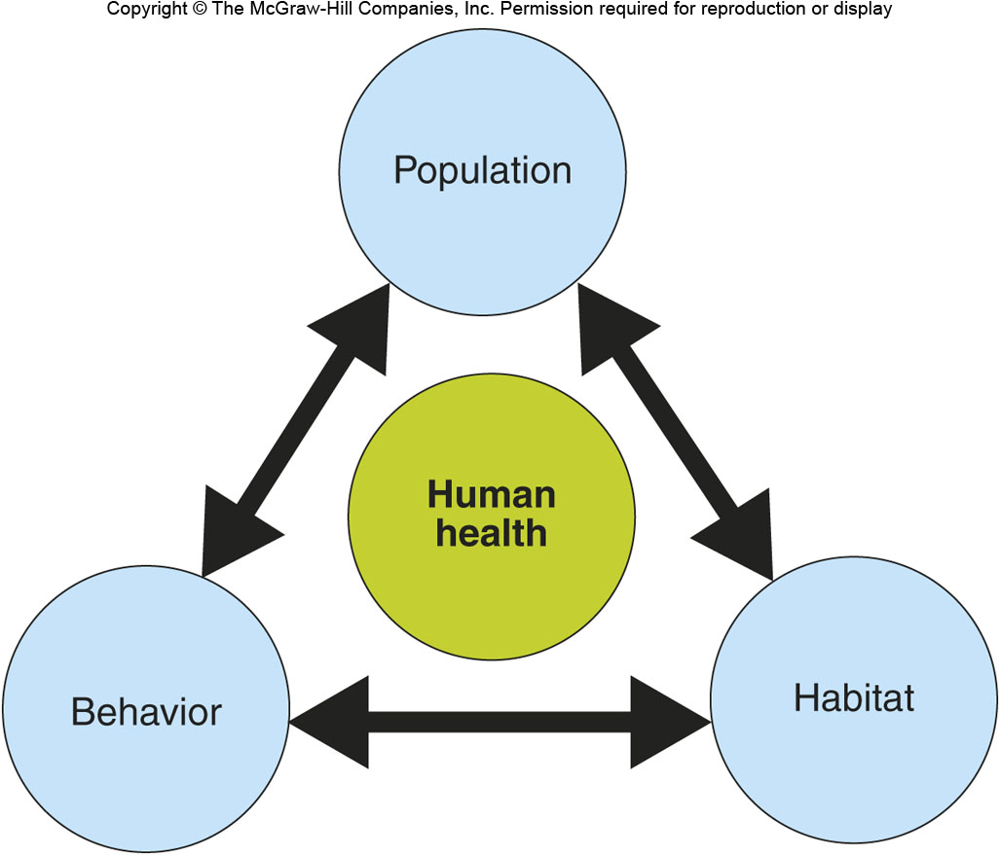 Copyright © The McGraw-Hill Companies, Inc. Permission required for reproduction or display
Population
Human
health
Behavior
Habitat